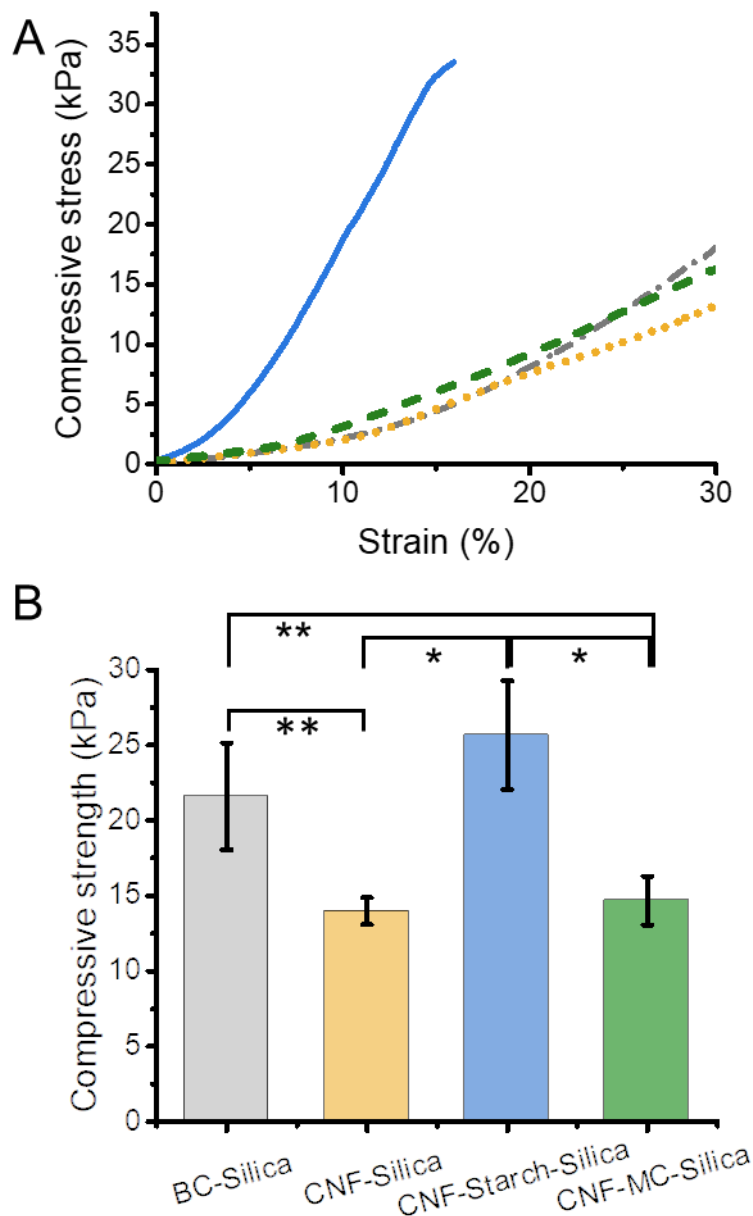 A
Compressive stress (kPa)
35
30
25
20
15
10
5
0
0 10 20 30
Strain (%)
B
**
* *
**
Compressive strength (kPa)
30
25
20
15
10
5
0
BC-Silica CNF-Silica CNF-Starch-Silica CNF-MC-Silica